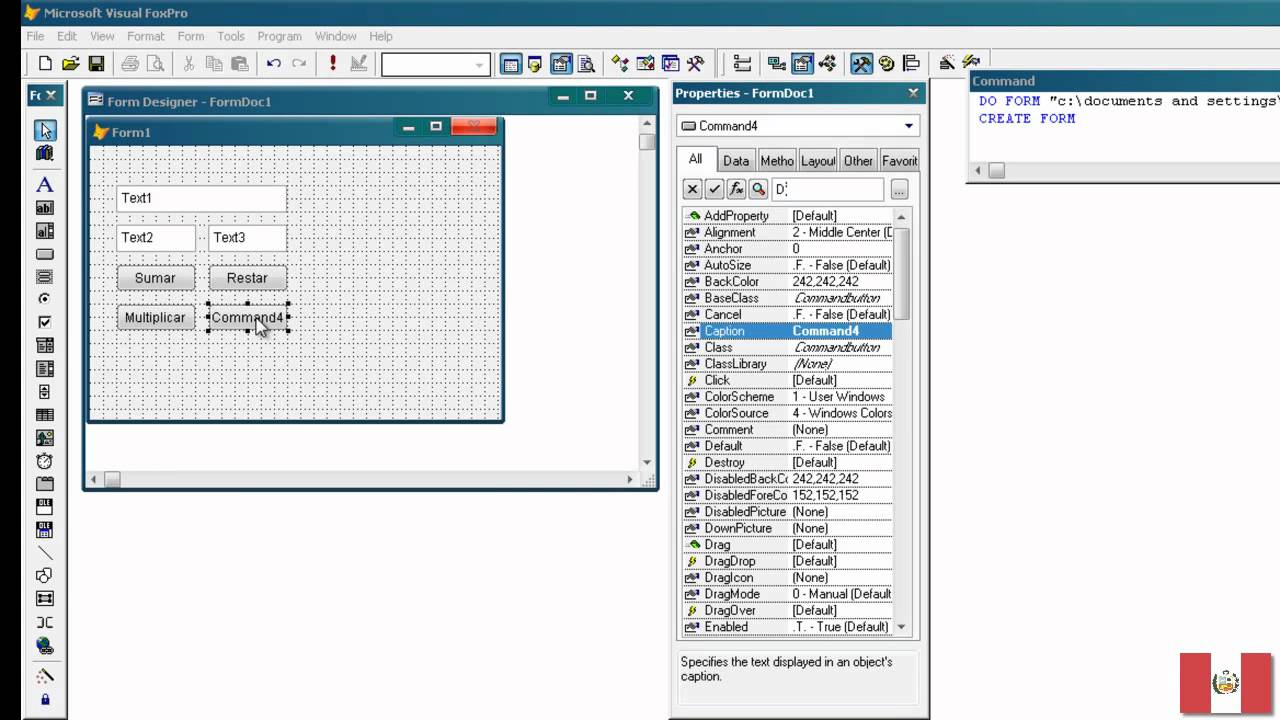 Microsoft Visual FoxPro
File Edit View Format Form Tools Program Window Help
Form Designer - FormDoc1
Form1
Text1
Text2 Text3
Sumar Restar
Multiplicar Command4
A
ab|
OLE
OLE
Properties - FormDoc1
Command4
All Data Metho Layou Other Favorit
D
AddProperty [Default]
Alignment 2 - Middle Center (D
Anchor 0
AutoSize .F. - False (Default)
BackColor 242,242,242
BaseClass Commandbutton
Cancel .F. - False (Default)
Caption Command4
Class Commandbutton
ClassLibrary (None)
Click [Default]
ColorScheme 1 - User Windows
ColorSource 4 - Windows Colors
Comment (None)
Default .F. - False (Default)
Destroy [Default]
DisabledBackCo 242,242,242
DisabledForeCo 152,152,152
DisabledPicture (None)
DownPicture (None)
Drag [Default]
DragDrop [Default]
DragIcon (None)
DragMode 0 - Manual (Default
DragOver [Default]
Enabled .T. - True (Default)
Specifies the text displayed in an object's
caption.
Command
DO FORM "c:\documents and settings\
CREATE FORM